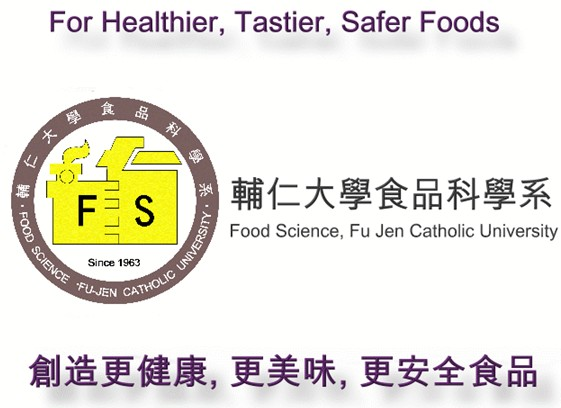 For Healthier, Tastier, Safer Foods
輔仁大學食品科學系
F S
Since 1963
·FOOD SCIENCE ·FU-JEN CATHOLIC UNIVERSITY·
輔仁大學食品科學系
Food Science, Fu Jen Catholic University
創造更健康, 更美味, 更安全食品